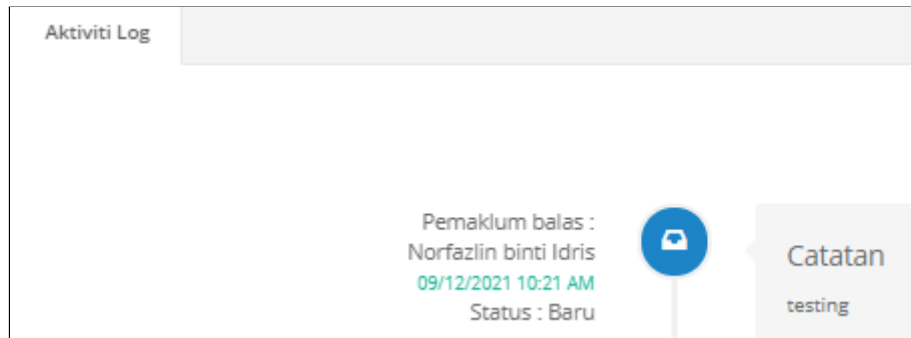 Aktiviti Log
Pemaklum balas :
Norfazlin binti Idris
09/12/2021 10:21 AM
Status : Baru
Catatan
testing